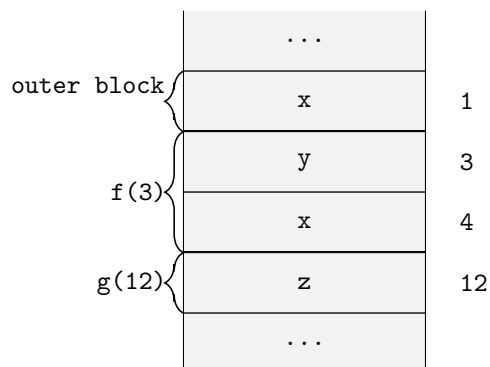 ...
outer block x 1
y 3
f(3)
x 4
g(12) z 12
...